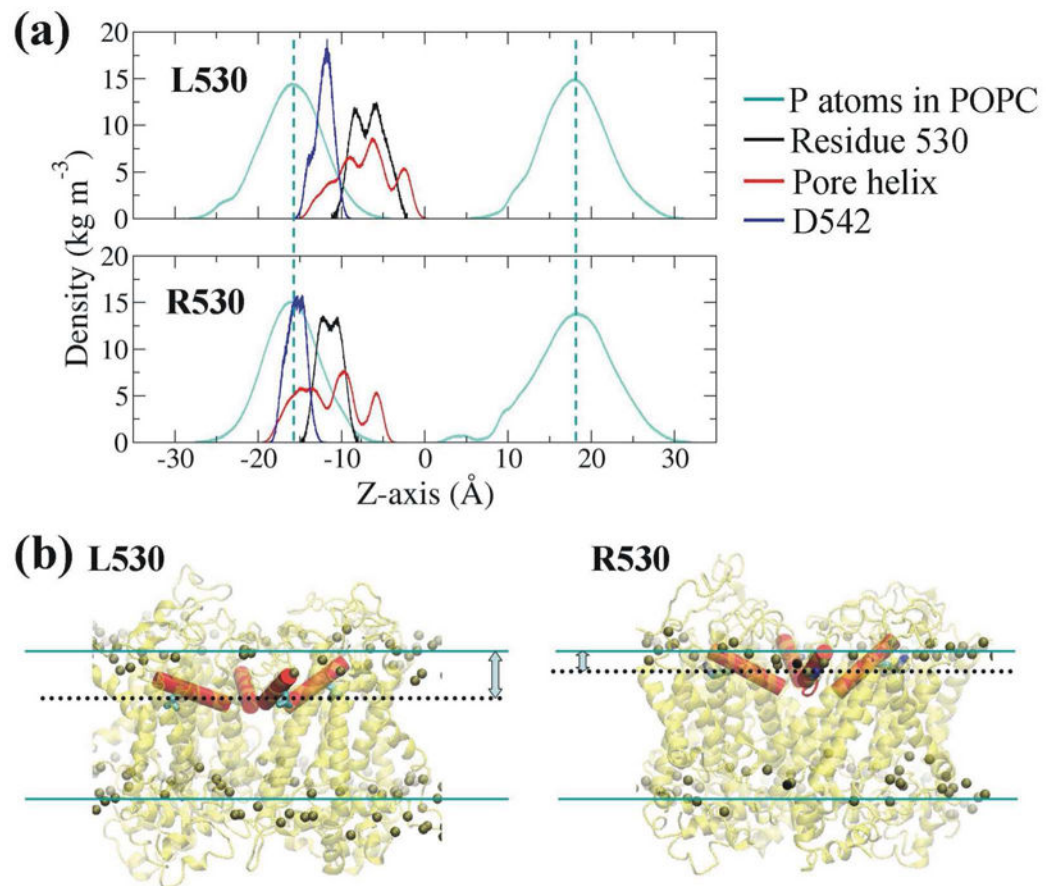 (a)
20
15
10
5
0
L530
20
15
10
5
0
R530
Density (kg m⁻³)
-30 -20 -10 0 10 20 30
Z-axis (Å)
P atoms in POPC
Residue 530
Pore helix
D542
(b) L530
R530